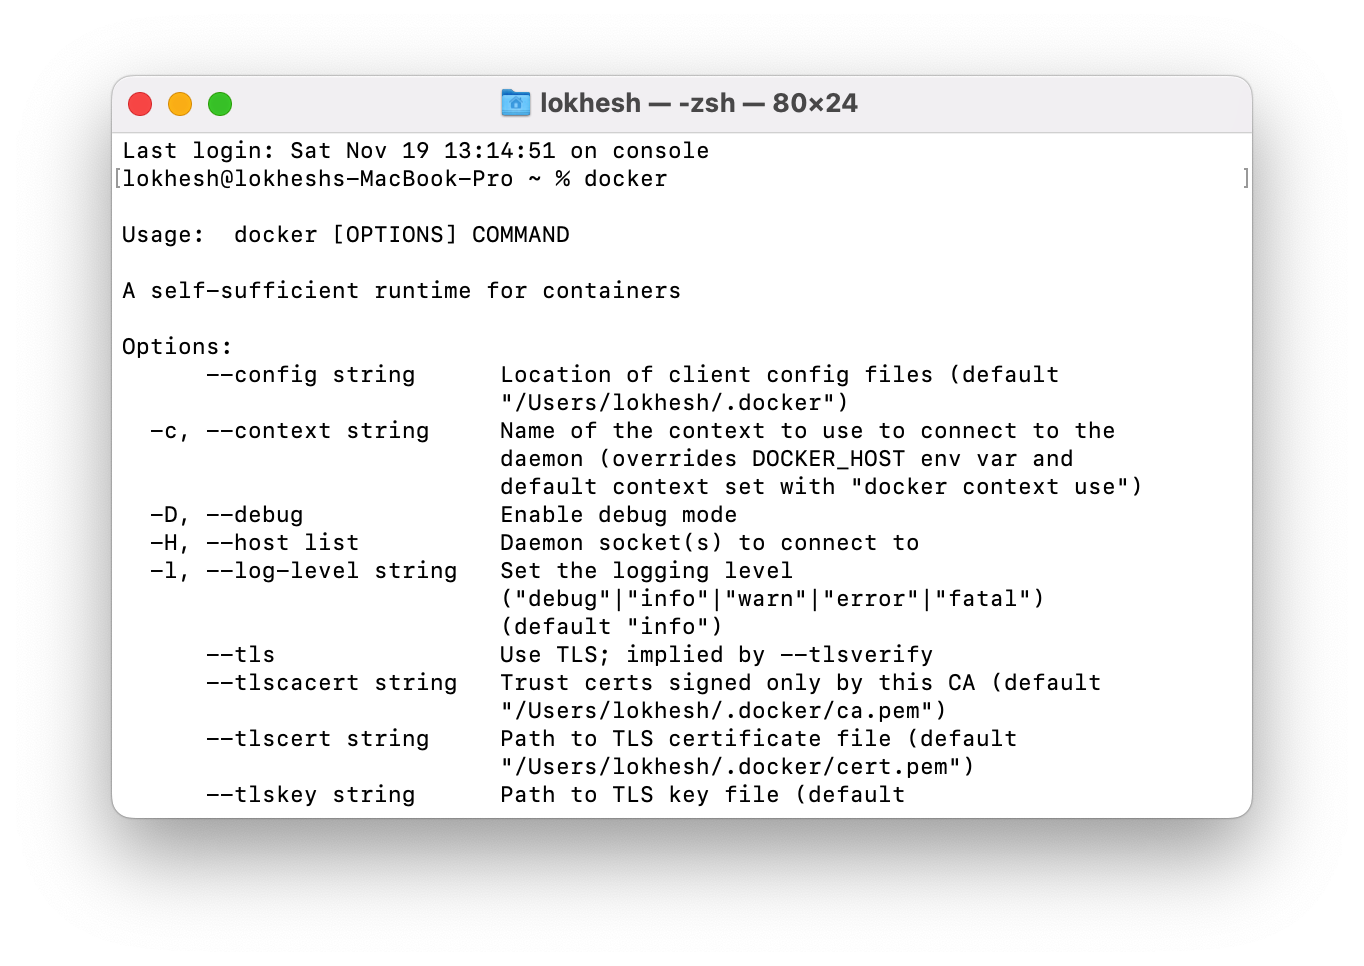 lokhesh — -zsh — 80×24
Last login: Sat Nov 19 13:14:51 on console
[lokhesh@lokheshs-MacBook-Pro ~ % docker ]
Usage:  docker [OPTIONS] COMMAND
A self-sufficient runtime for containers
Options:
      --config string      Location of client config files (default
                           "/Users/lokhesh/.docker")
  -c, --context string     Name of the context to use to connect to the
                           daemon (overrides DOCKER_HOST env var and
                           default context set with "docker context use")
  -D, --debug              Enable debug mode
  -H, --host list          Daemon socket(s) to connect to
  -l, --log-level string   Set the logging level
                           ("debug"|"info"|"warn"|"error"|"fatal")
                           (default "info")
      --tls                Use TLS; implied by --tlsverify
      --tlscacert string   Trust certs signed only by this CA (default
                           "/Users/lokhesh/.docker/ca.pem")
      --tlscert string     Path to TLS certificate file (default
                           "/Users/lokhesh/.docker/cert.pem")
      --tlskey string      Path to TLS key file (default